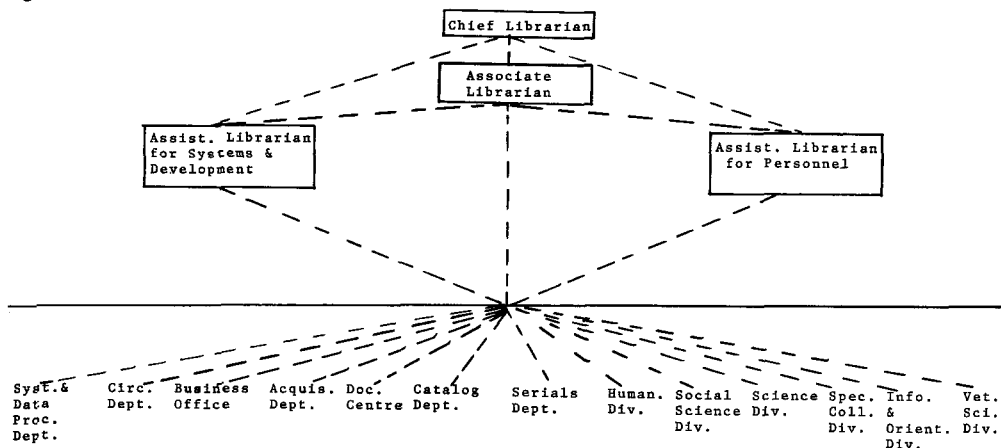 Chief Librarian
Associate
Librarian
Assist. Librarian
for Systems &
Development
Assist. Librarian
for Personnel
Syst.&
Data
Proc.
Dept.
Circ.
Dept.
Business
Office
Acquis.
Dept.
Doc.
Centre
Catalog
Dept.
Serials
Dept.
Human.
Div.
Social
Science
Div.
Science
Div.
Spec.
Coll.
Div.
Info.
&
Orient.
Div.
Vet.
Sci.
Div.